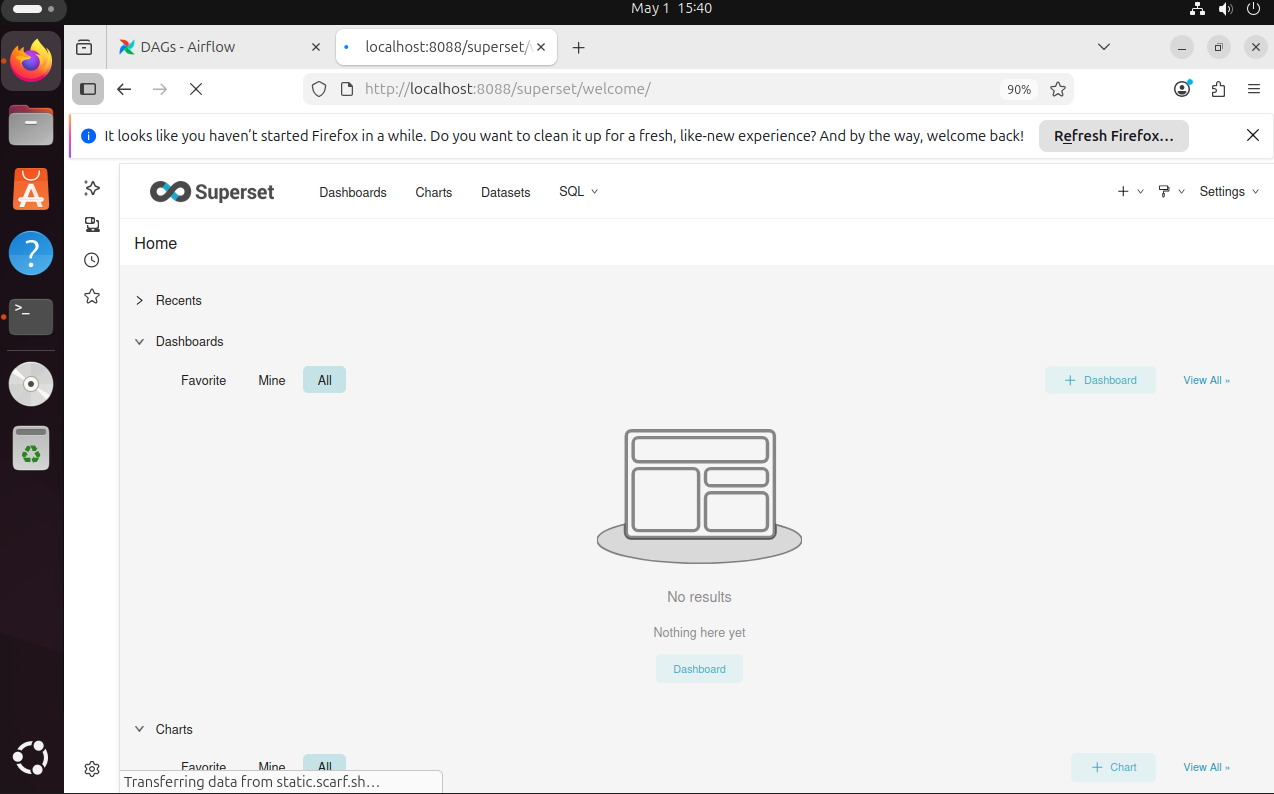 May 1 15:40
DAGs - Airflow
localhost:8088/superset/
http://localhost:8088/superset/welcome/
90%
It looks like you haven't started Firefox in a while. Do you want to clean it up for a fresh, like-new experience? And by the way, welcome back!
Refresh Firefox...
Superset
Dashboards
Charts
Datasets
SQL
Settings
Home
Recents
Dashboards
Favorite
Mine
All
+ Dashboard
View All »
No results
Nothing here yet
Dashboard
Charts
Favorite
Mine
All
+ Chart
View All »
Transferring data from static.scarf.sh...